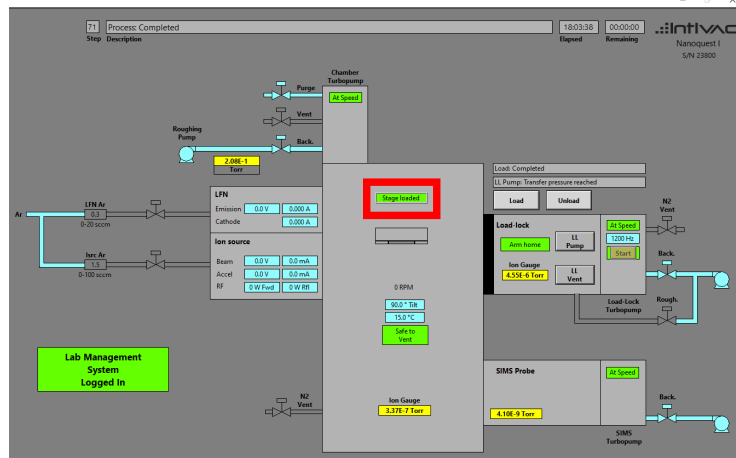 71 Process: Completed 18:03:38 00:00:00
Step Description Elapsed Remaining
.::intlvac
Nanoquest I
S/N 23800
Chamber
Turbopump
At Speed
Purge
Vent
Back.
Roughing
Pump
2.08E-1
Torr
Stage loaded
Load: Completed
LL Pump: Transfer pressure reached
Load Unload
N2
Vent
LFN Ar
0.3
0-20 sccm
Ar
Isrc Ar
1.5
0-100 sccm
LFN
Emission 0.0 V 0.000 A
Cathode 0.000 A
Ion source
Beam 0.0 V 0.0 mA
Accel 0.0 V 0.0 mA
RF 0 W Fwd 0 W Rfl
Load-lock
Arm home
LL
Pump
Ion Gauge
4.55E-6 Torr
LL
Vent
At Speed
1200 Hz
Start
Back.
Load-Lock
Turbopump
Rough.
0 RPM
90.0 ° Tilt
15.0 °C
Safe to
Vent
Lab Management
System
Logged In
N2
Vent
Ion Gauge
3.37E-7 Torr
SIMS Probe
At Speed
4.10E-9 Torr
Back.
SIMS
Turbopump